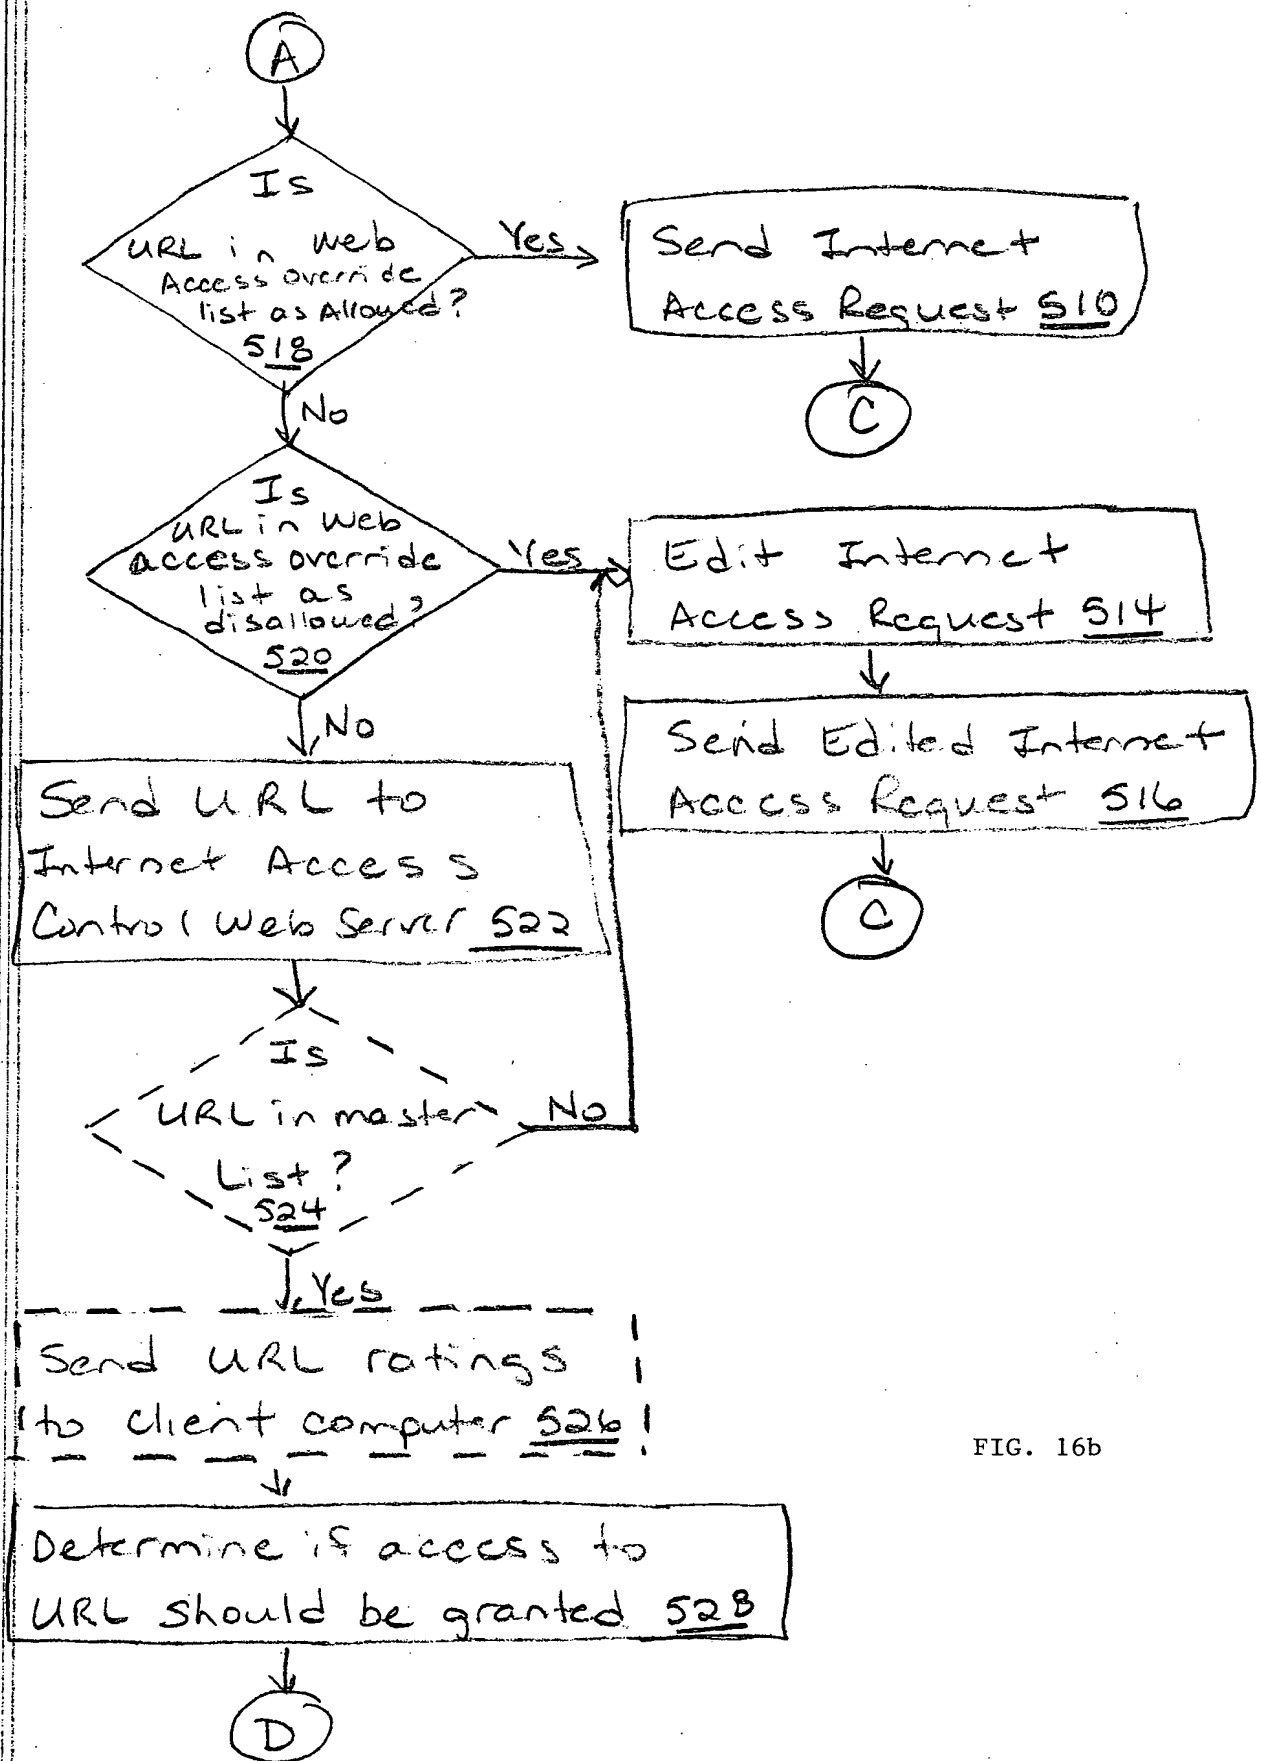 A
Is
URL in Web
Access override
list as Allowed?
518
Yes
Send Internet
Access Request 510
C
No
Is
URL in Web
access override
list as
disallowed?
520
Yes
Edit Internet
Access Request 514
Send Edited Internet
Access Request 516
C
No
Send URL to
Internet Access
Control Web Server 522
Is
URL in master
List?
524
No
Yes
Send URL ratings
to client computer 526
FIG. 16b
Determine if access to
URL should be granted 528
D